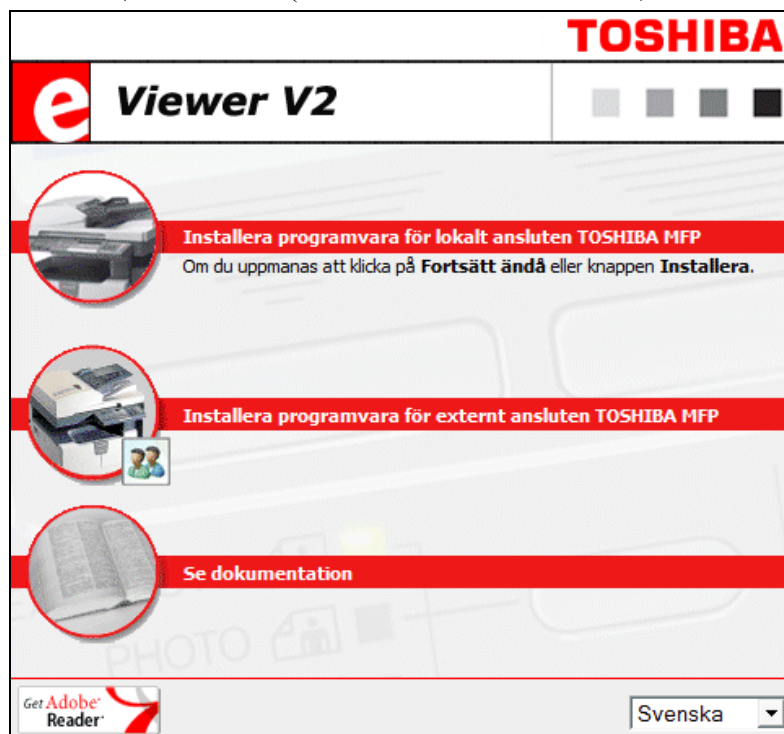 TOSHIBA
e Viewer V2
Installera programvara för lokalt ansluten TOSHIBA MFP
Om du uppmanas att klicka på Fortsätt ändå eller knappen Installera.
Installera programvara för externt ansluten TOSHIBA MFP
Se dokumentation
PHOTO
Get Adobe®
Reader®
Svenska